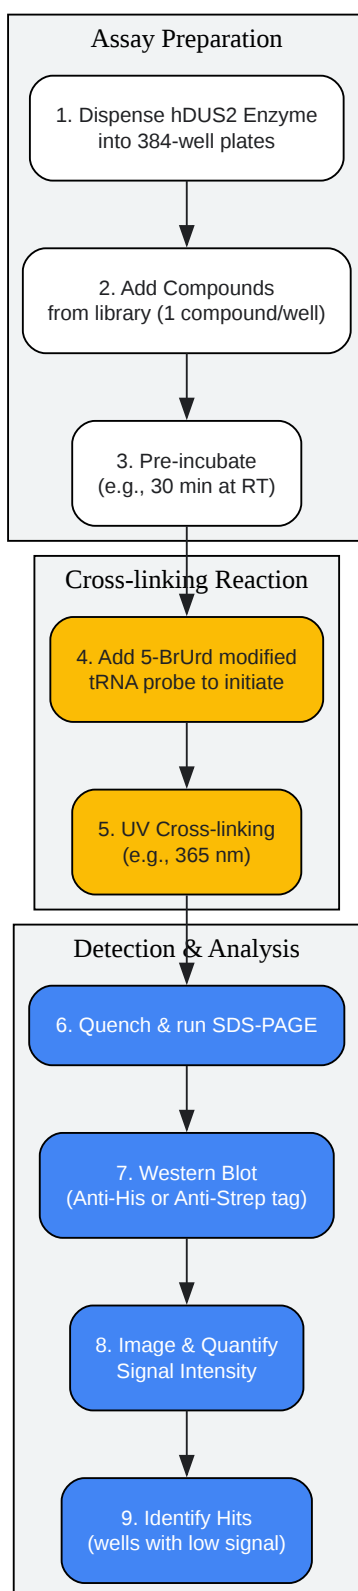 Assay Preparation
1. Dispense hDUS2 Enzyme
into 384-well plates
2. Add Compounds
from library (1 compound/well)
3. Pre-incubate
(e.g., 30 min at RT)
Cross-linking Reaction
4. Add 5-BrUrd modified
tRNA probe to initiate
5. UV Cross-linking
(e.g., 365 nm)
Detection & Analysis
6. Quench & run SDS-PAGE
7. Western Blot
(Anti-His or Anti-Strep tag)
8. Image & Quantify
Signal Intensity
9. Identify Hits
(wells with low signal)